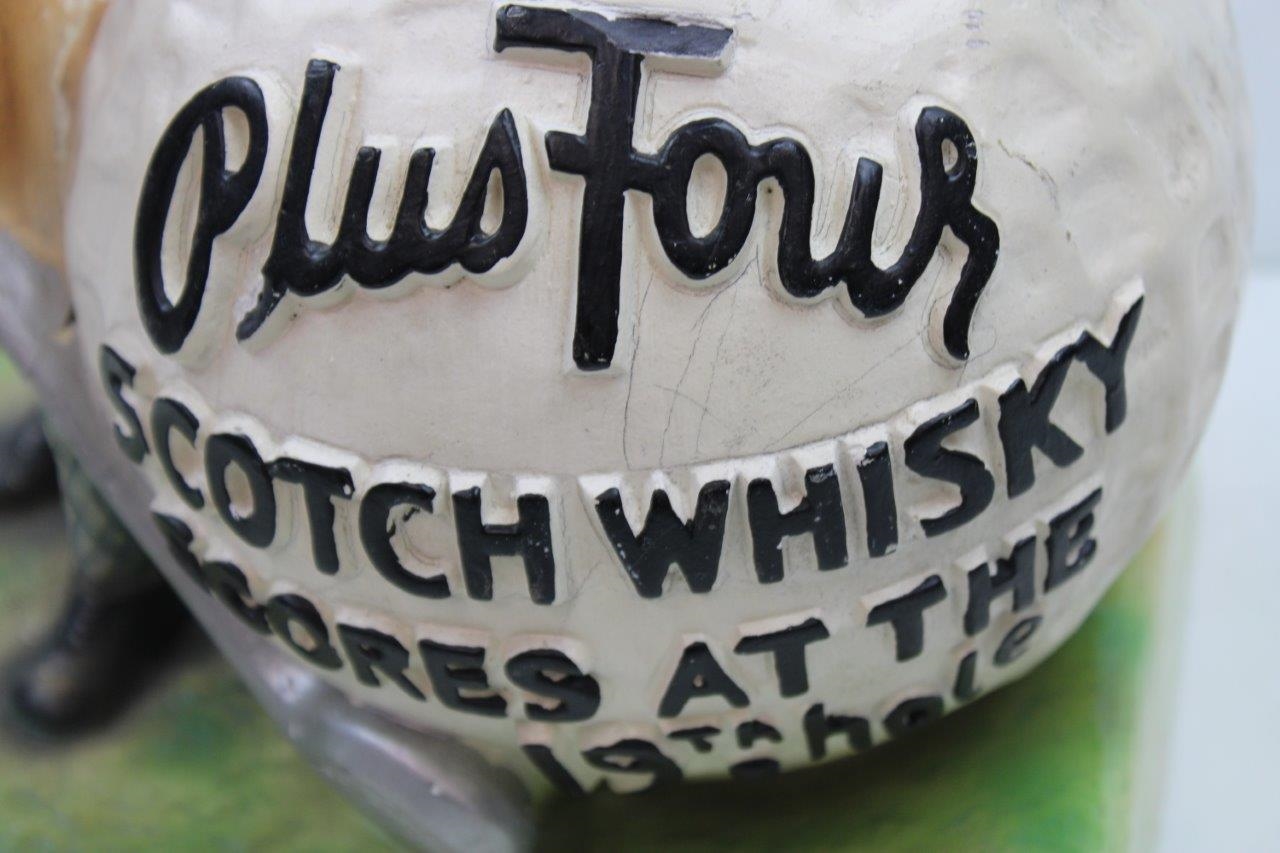 Plus Four
SCOTCH WHISKY
SCORES AT THE
19TH hole